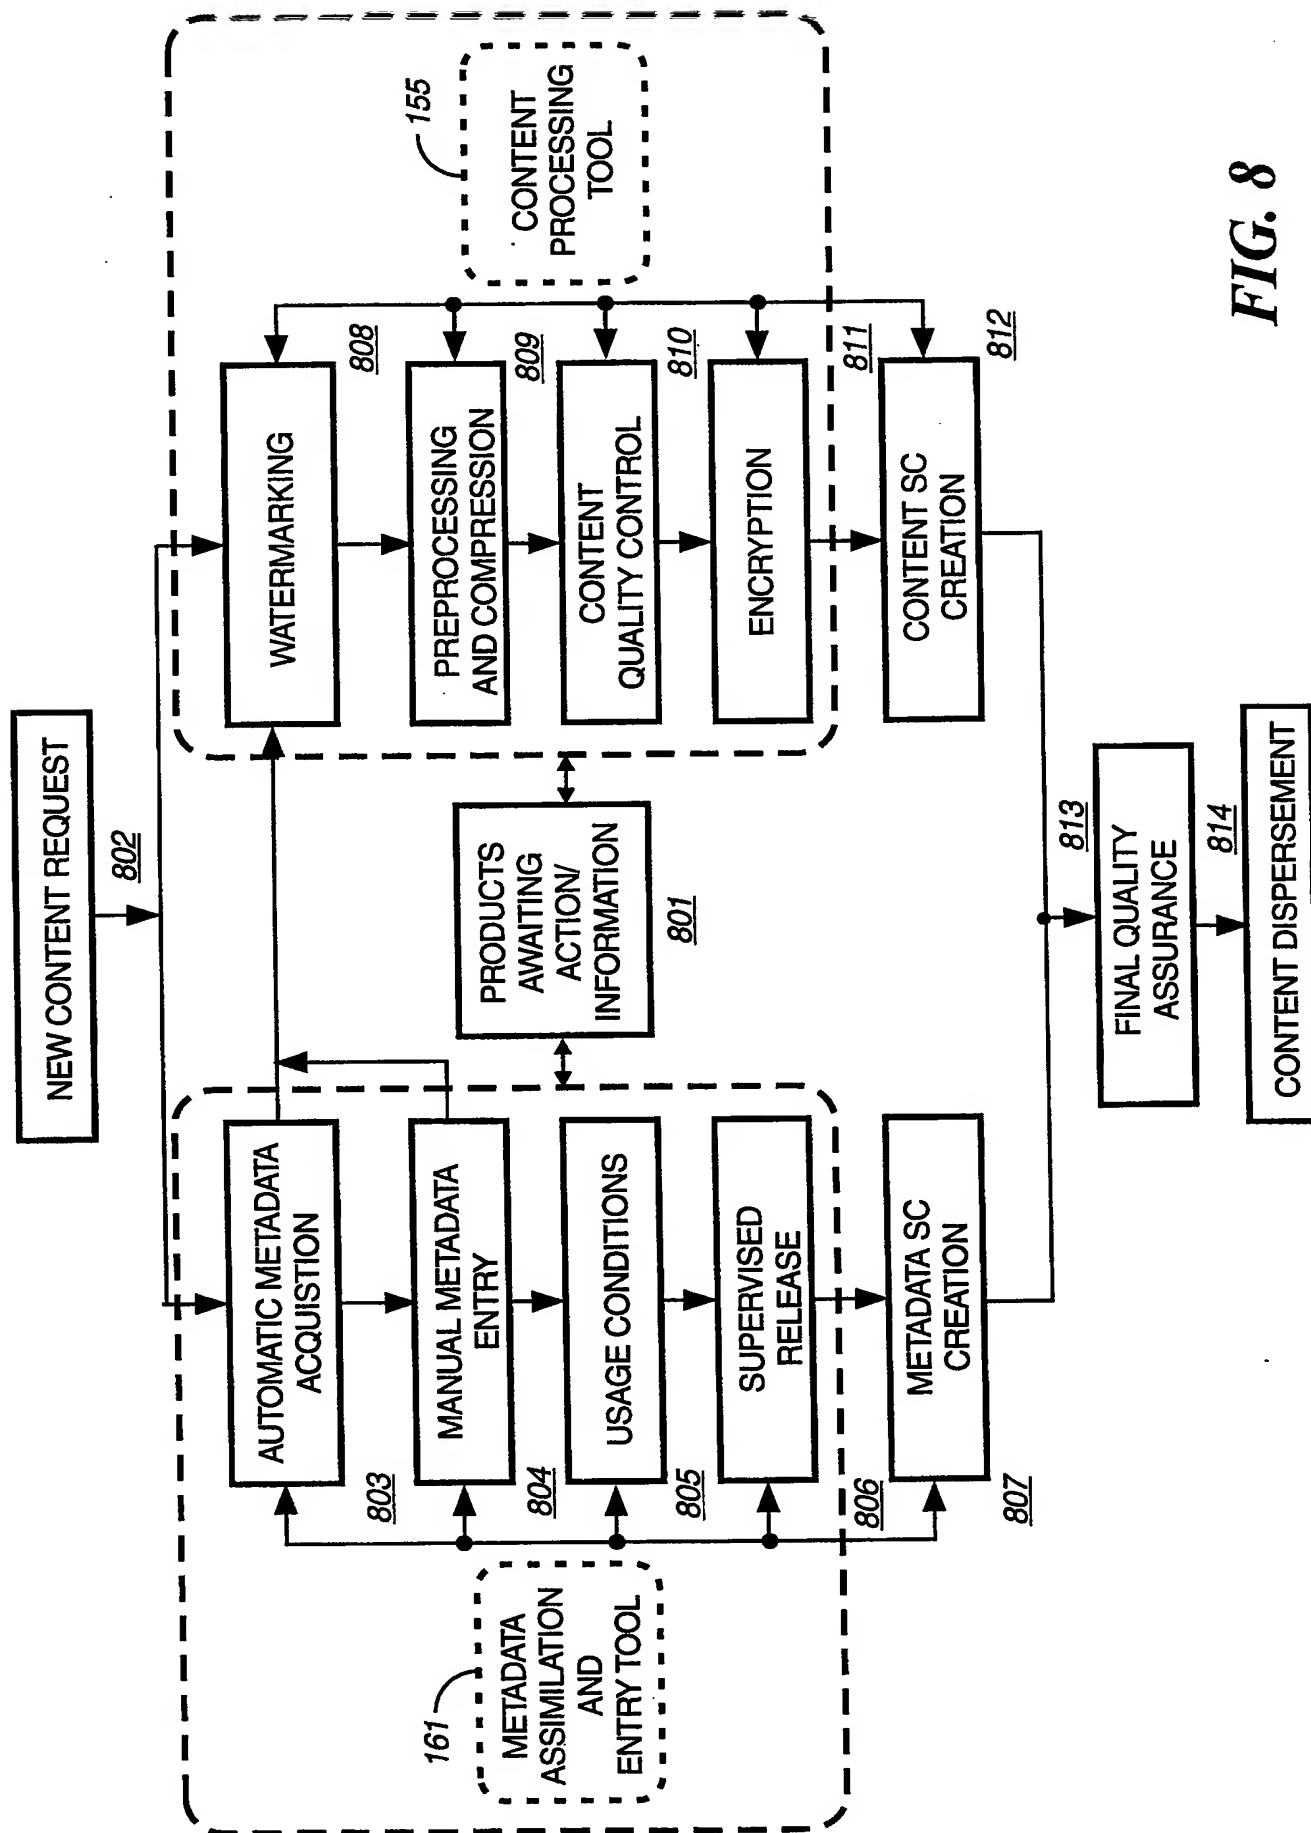 NEW CONTENT REQUEST
802
161
METADATA
ASSIMILATION
AND
ENTRY TOOL
AUTOMATIC METADATA
ACQUISTION
803
MANUAL METADATA
ENTRY
804
USAGE CONDITIONS
805
SUPERVISED
RELEASE
806
METADATA SC
CREATION
807
PRODUCTS
AWAITING
ACTION/
INFORMATION
801
WATERMARKING
808
PREPROCESSING
AND COMPRESSION
809
CONTENT
QUALITY CONTROL
810
ENCRYPTION
811
CONTENT SC
CREATION
812
155
CONTENT
PROCESSING
TOOL
813
FINAL QUALITY
ASSURANCE
814
CONTENT DISPERSEMENT
FIG. 8